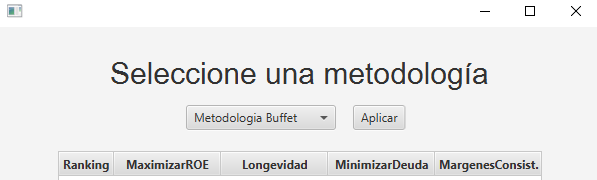 Seleccione una metodología
Metodologia Buffet Aplicar
Ranking MaximizarROE Longevidad MinimizarDeuda MargenesConsist.